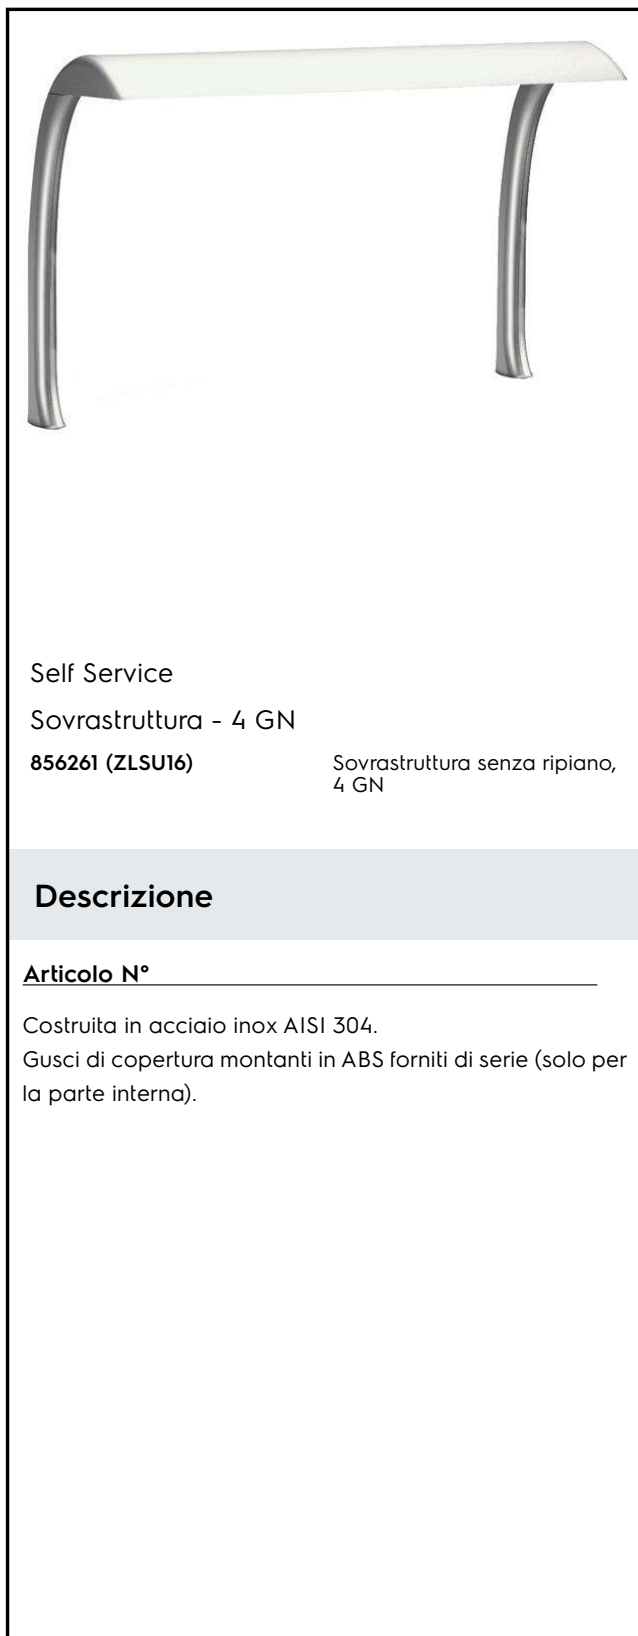 Self Service
Sovrastruttura - 4 GN
856261 (ZLSU16) Sovrastruttura senza ripiano,
4 GN
Descrizione
Articolo N°
Costruita in acciaio inox AISI 304.
Gusci di copertura montanti in ABS forniti di serie (solo per
la parte interna).